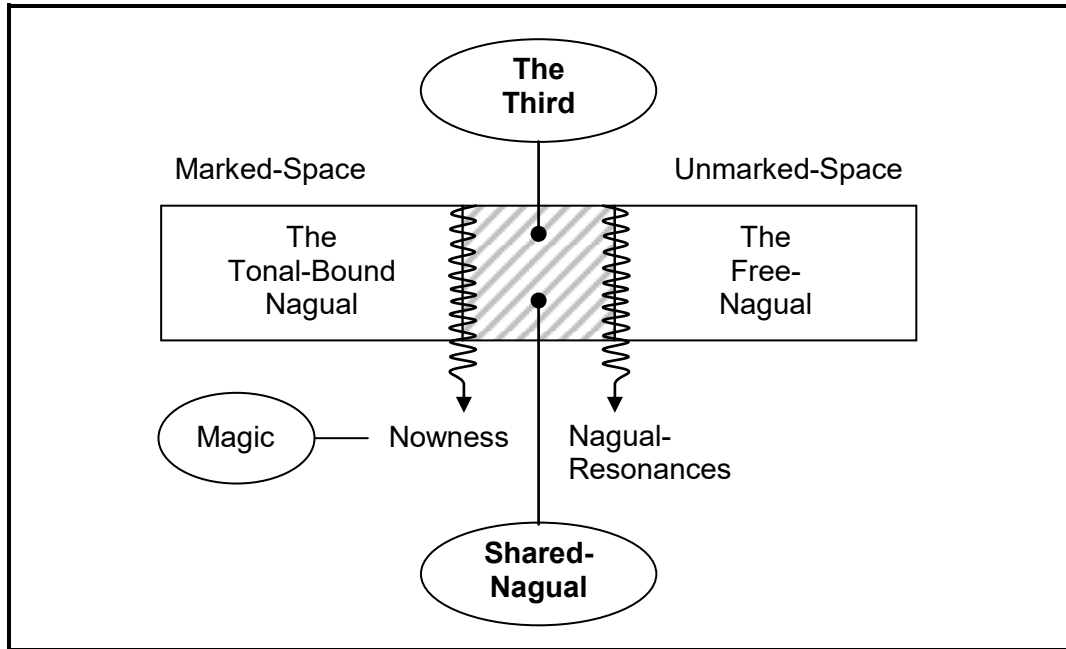 The
Third
Marked-Space
Unmarked-Space
The
Tonal-Bound
Nagual
The
Free-
Nagual
Magic
Nowness
Nagual-
Resonances
Shared-
Nagual